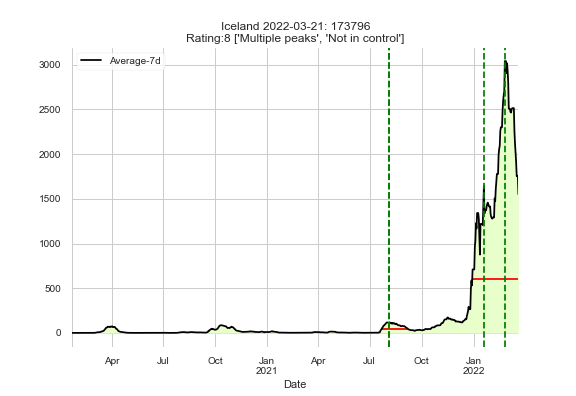 Iceland 2022-03-21: 173796
Rating:8 ['Multiple peaks', 'Not in control']
Average-7d
3000
2500
2000
1500
1000
500
0
Apr Jul Oct Jan Apr Jul Oct Jan
2021 2022
Date